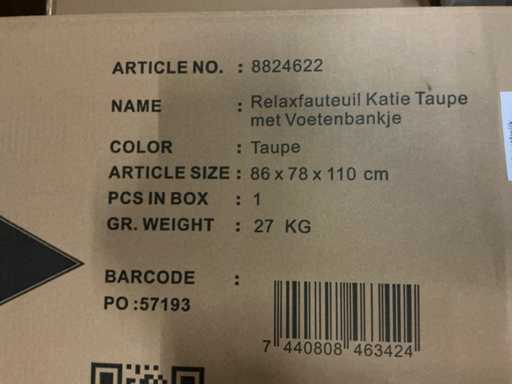 ARTICLE NO. : 8824622
NAME : Relaxfauteuil Katie Taupe
met Voetenbankje
COLOR : Taupe
ARTICLE SIZE : 86 x 78 x 110 cm
PCS IN BOX : 1
GR. WEIGHT : 27 KG
BARCODE :
PO :57193
7 440808 463424